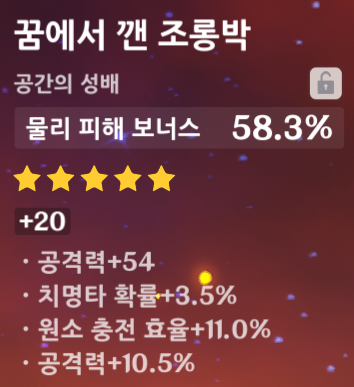 꿈에서 깬 조롱박
공간의 성배
물리 피해 보너스 58.3%
+20
· 공격력+54
· 치명타 확률+3.5%
· 원소 충전 효율+11.0%
· 공격력+10.5%